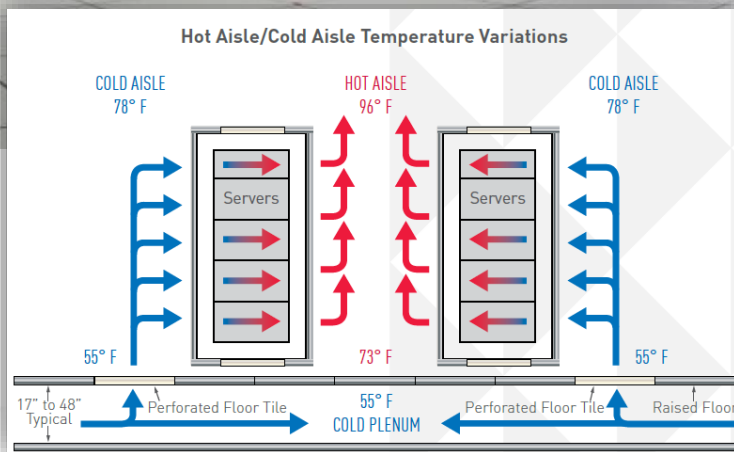 Hot Aisle/Cold Aisle Temperature Variations
COLD AISLE
78° F
HOT AISLE
96° F
COLD AISLE
78° F
Servers
Servers
55° F
73° F
55° F
17” to 48”
Typical
Perforated Floor Tile
55° F
COLD PLENUM
Perforated Floor Tile
Raised Floor